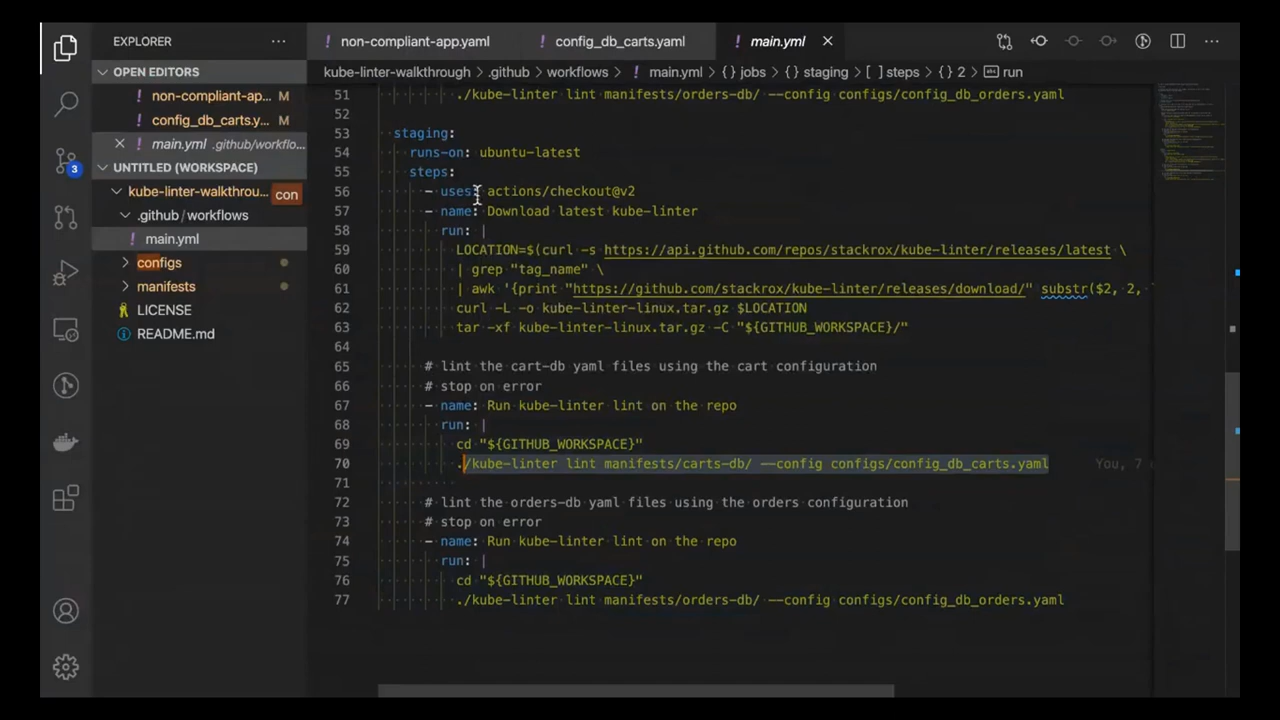 EXPLORER
non-compliant-app.yaml
config_db_carts.yaml
main.yml
OPEN EDITORS
kube-linter-walkthrough > .github > workflows > ! main.yml > {} jobs > {} staging > [ ] steps > {} 2 > abc run
! non-compliant-ap... M
! config_db_carts.y... M
! main.yml .github/workflo...
UNTITLED (WORKSPACE)
kube-linter-walkthrou...
con
.github / workflows
! main.yml
configs
manifests
LICENSE
README.md
3
51 ./kube-linter lint manifests/orders-db/ --config configs/config_db_orders.yaml
52
53 staging:
54 runs-on: ubuntu-latest
55 steps:
56 - uses: actions/checkout@v2
57 - name: Download latest kube-linter
58 run: |
59 LOCATION=$(curl -s https://api.github.com/repos/stackrox/kube-linter/releases/latest \
60 | grep "tag_name" \
61 | awk '{print "https://github.com/stackrox/kube-linter/releases/download/" substr($2, 2,
62 curl -L -o kube-linter-linux.tar.gz $LOCATION
63 tar -xf kube-linter-linux.tar.gz -C "${GITHUB_WORKSPACE}/"
64
65 # lint the cart-db yaml files using the cart configuration
66 # stop on error
67 - name: Run kube-linter lint on the repo
68 run: |
69 cd "${GITHUB_WORKSPACE}"
70 ./kube-linter lint manifests/carts-db/ --config configs/config_db_carts.yaml You, 7
71
72 # lint the orders-db yaml files using the orders configuration
73 # stop on error
74 - name: Run kube-linter lint on the repo
75 run: |
76 cd "${GITHUB_WORKSPACE}"
77 ./kube-linter lint manifests/orders-db/ --config configs/config_db_orders.yaml